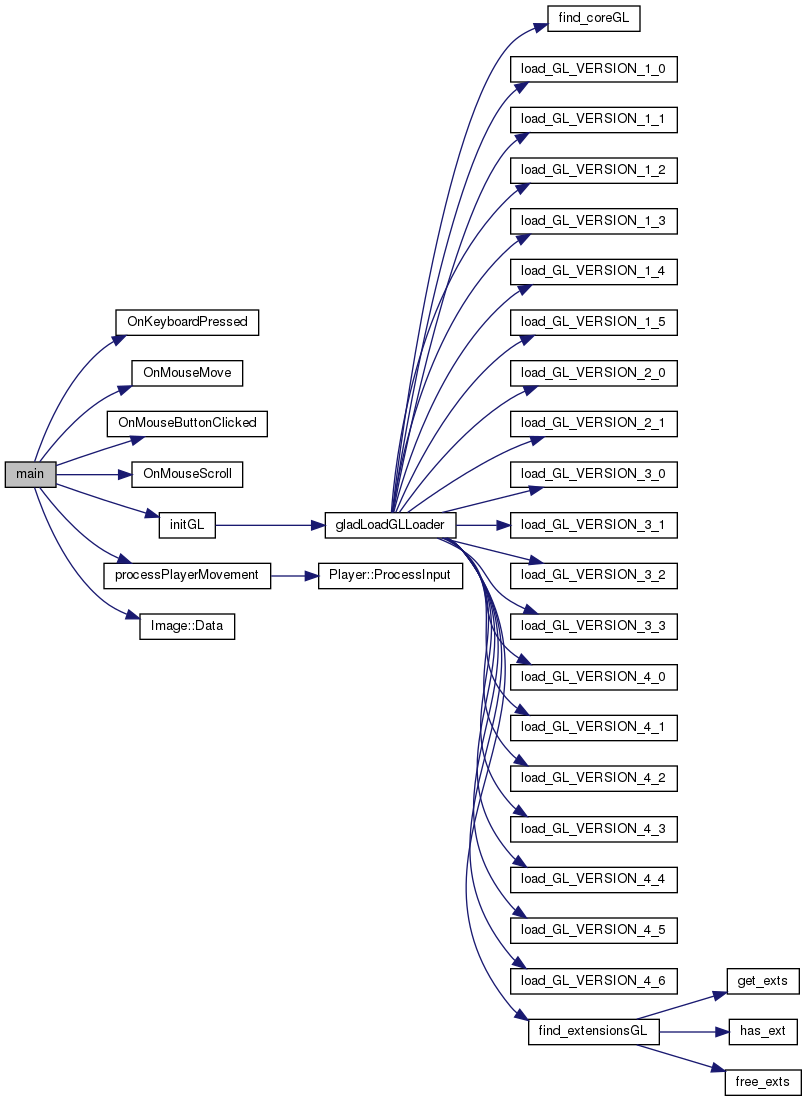 find_coreGL
load_GL_VERSION_1_0
load_GL_VERSION_1_1
load_GL_VERSION_1_2
load_GL_VERSION_1_3
load_GL_VERSION_1_4
OnKeyboardPressed
load_GL_VERSION_1_5
OnMouseMove
load_GL_VERSION_2_0
OnMouseButtonClicked
load_GL_VERSION_2_1
main
OnMouseScroll
load_GL_VERSION_3_0
initGL
gladLoadGLLoader
load_GL_VERSION_3_1
processPlayerMovement
Player::ProcessInput
load_GL_VERSION_3_2
Image::Data
load_GL_VERSION_3_3
load_GL_VERSION_4_0
load_GL_VERSION_4_1
load_GL_VERSION_4_2
load_GL_VERSION_4_3
load_GL_VERSION_4_4
load_GL_VERSION_4_5
load_GL_VERSION_4_6
get_exts
find_extensionsGL
has_ext
free_exts